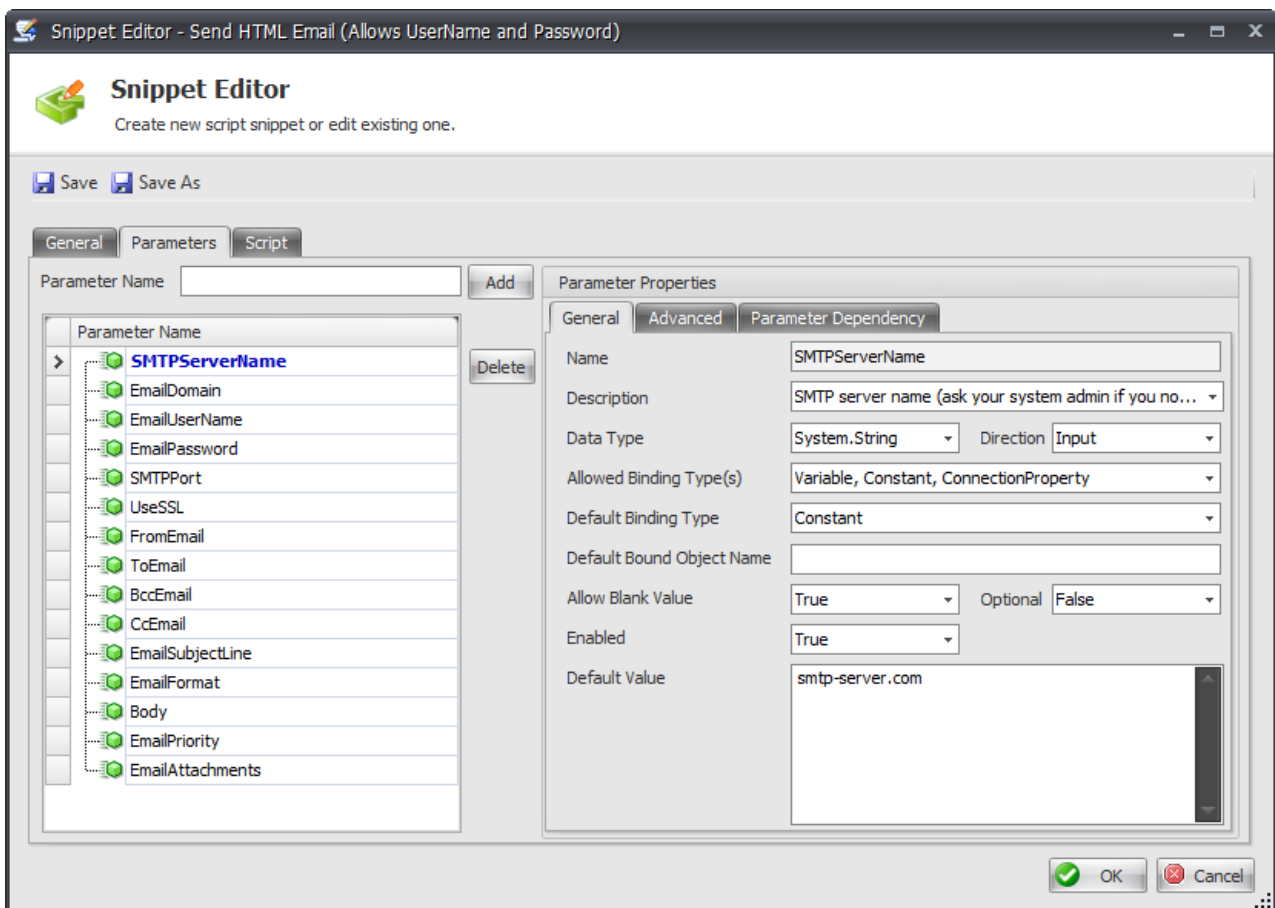 Snippet Editor - Send HTML Email (Allows UserName and Password)
Snippet Editor
Create new script snippet or edit existing one.
Save Save As
General Parameters Script
Parameter Name Add
Parameter Name
SMTPServerName
EmailDomain
EmailUserName
EmailPassword
SMTPPort
UseSSL
FromEmail
ToEmail
BccEmail
CcEmail
EmailSubjectLine
EmailFormat
Body
EmailPriority
EmailAttachments
Delete
Parameter Properties
General Advanced Parameter Dependency
Name SMTPServerName
Description SMTP server name (ask your system admin if you no...
Data Type System.String Direction Input
Allowed Binding Type(s) Variable, Constant, ConnectionProperty
Default Binding Type Constant
Default Bound Object Name
Allow Blank Value True Optional False
Enabled True
Default Value smtp-server.com
OK Cancel